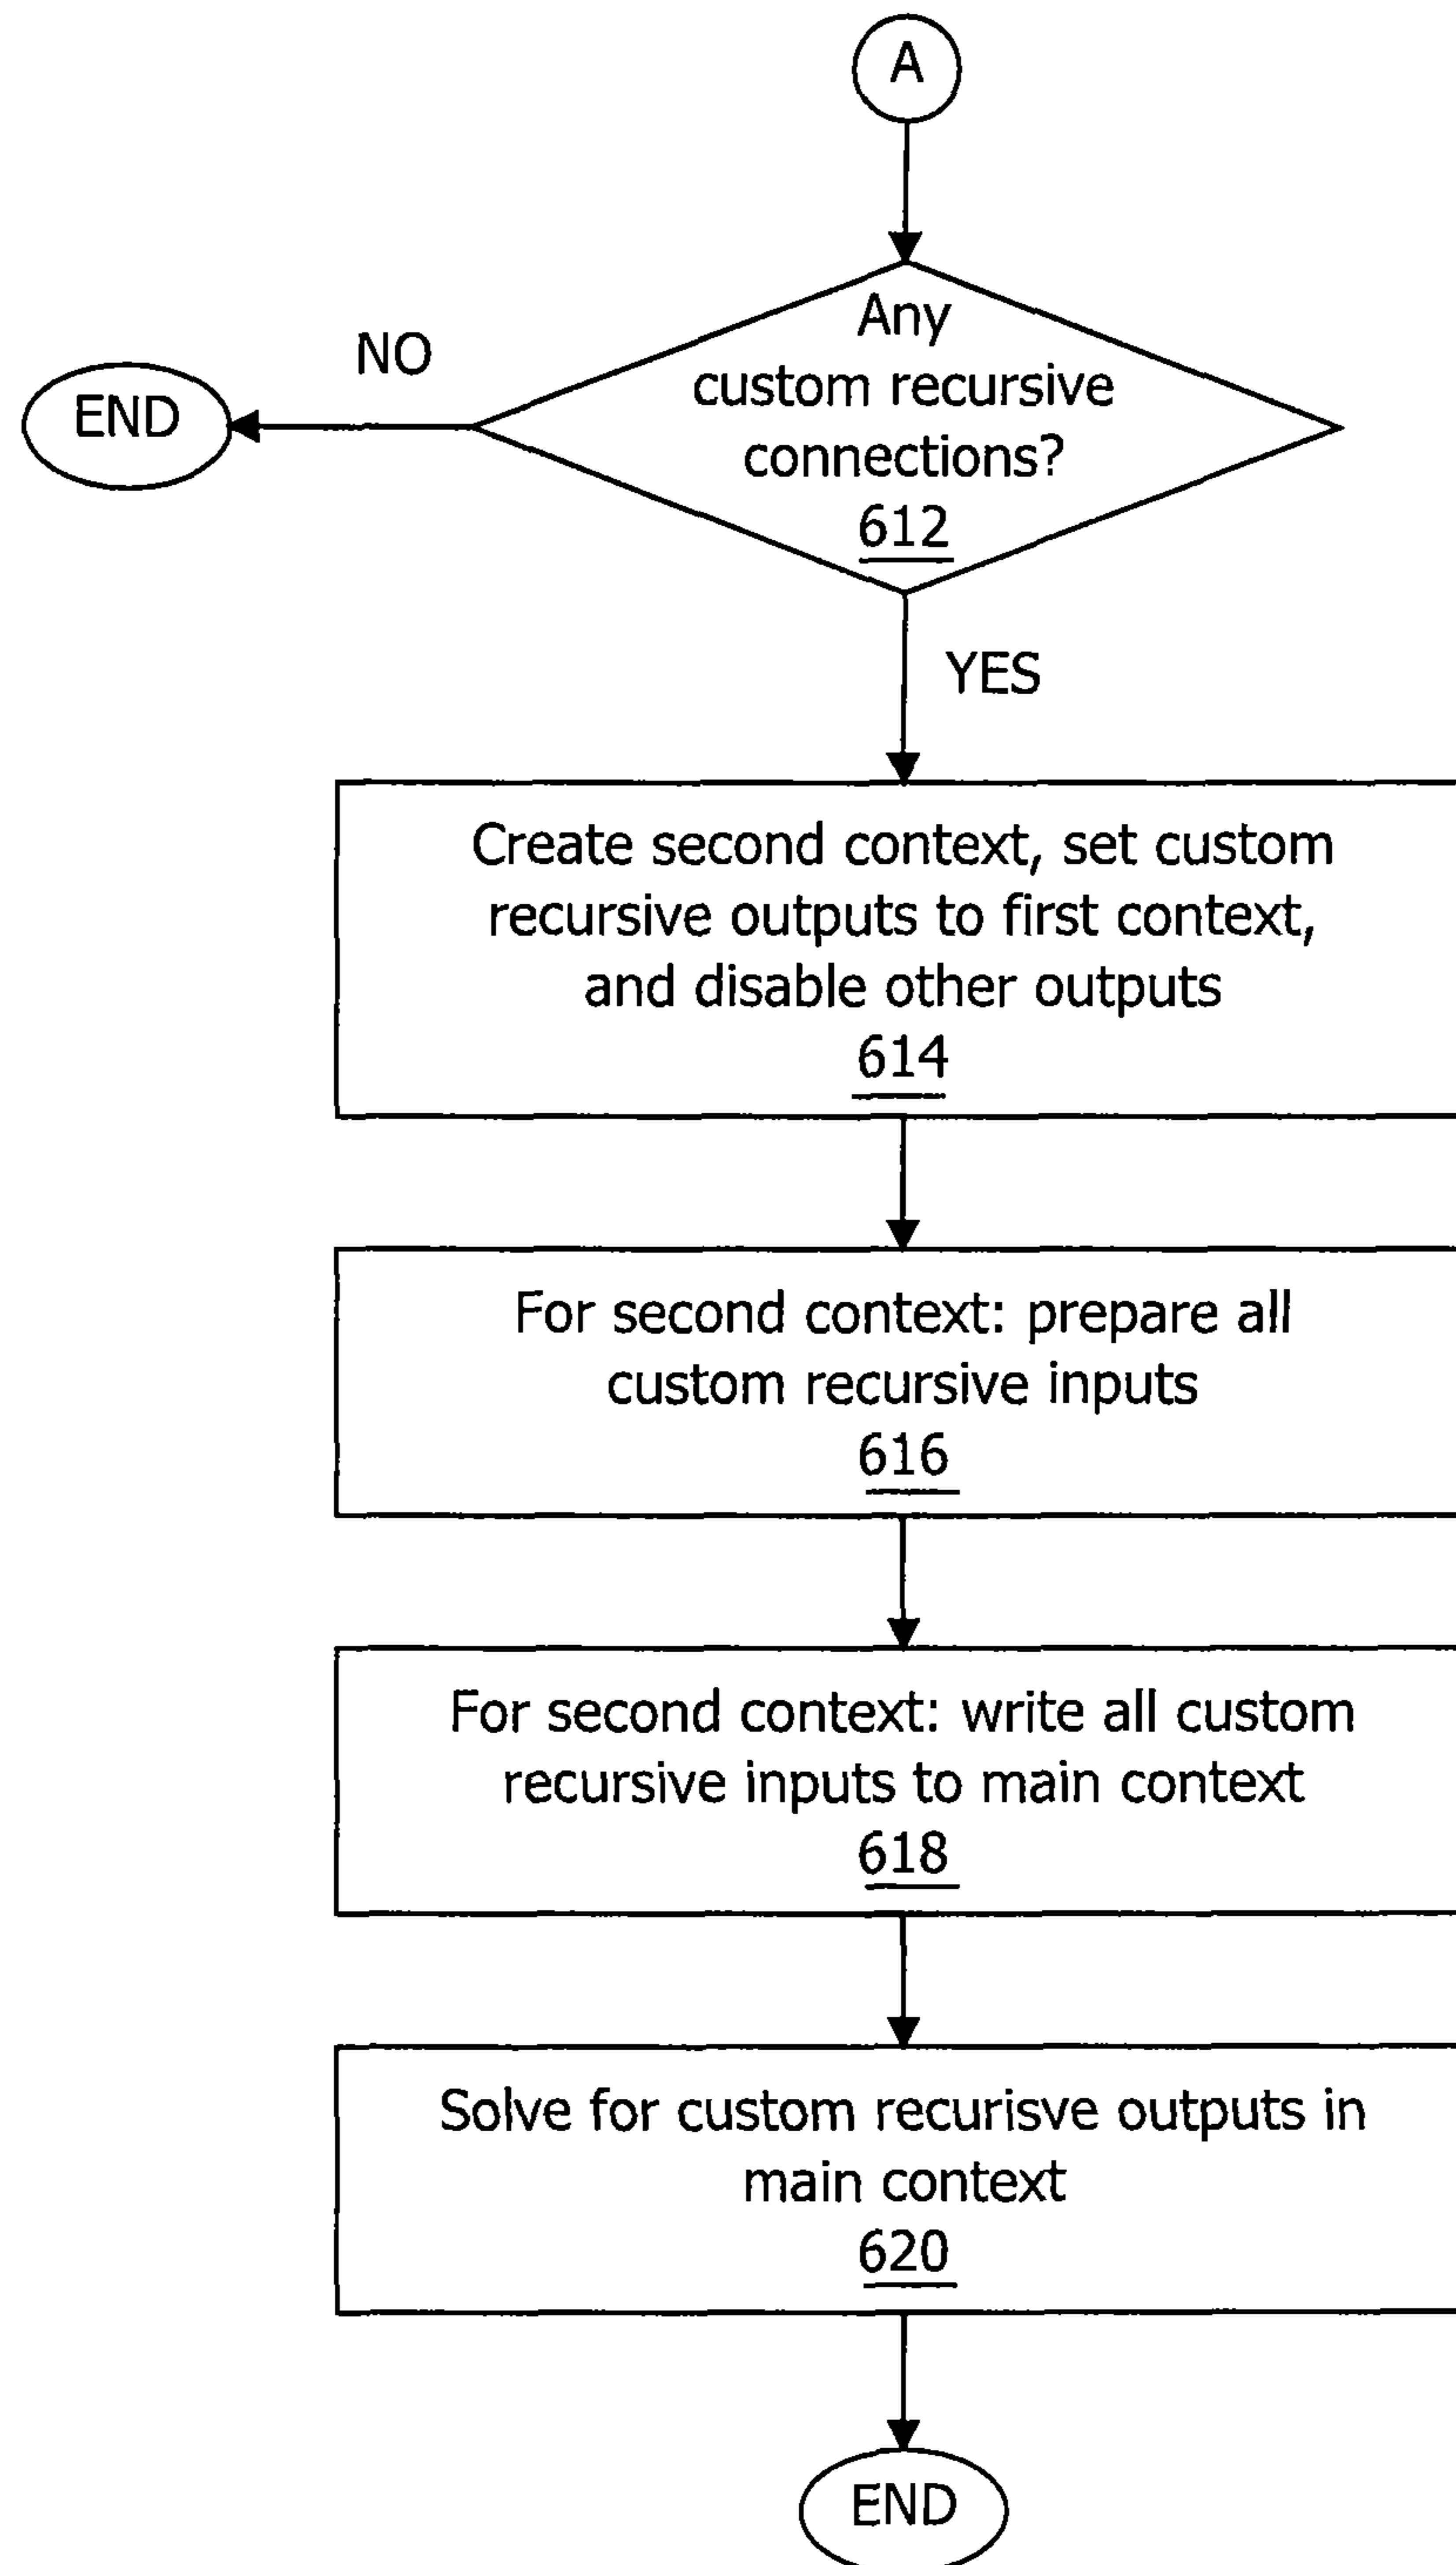 A
Any
custom recursive
connections?
612
NO
END
YES
Create second context, set custom
recursive outputs to first context,
and disable other outputs
614
For second context: prepare all
custom recursive inputs
616
For second context: write all custom
recursive inputs to main context
618
Solve for custom recurisve outputs in
main context
620
END